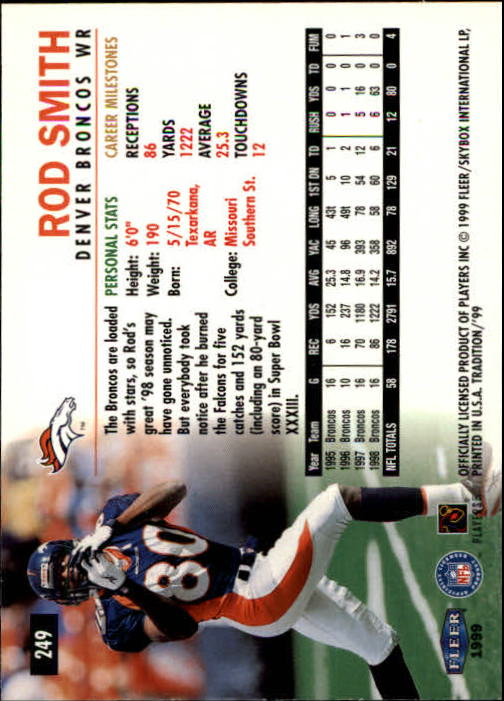 249
ROD SMITH
DENVER BRONCOS WR
TM
The Broncos are loaded
with stars, so Rod's
great '98 season may
have gone unnoticed.
But everybody took
notice after he burned
the Falcons for five
catches and 152 yards
(including an 80-yard
score) in Super Bowl
XXXIII.
PERSONAL STATS
Height: 6'0"
Weight: 190
Born:
5/15/70
Texarkana,
AR
College: Missouri
Southern St.
CAREER MILESTONES
RECEPTIONS
86
YARDS
1222
AVERAGE
25.3
TOUCHDOWNS
12
Year Team G REC YDS AVG YAC LONG 1ST DN TD RUSH YDS TD FUM
1995 Broncos 16 6 152 25.3 45 43t 5 1 0 0 0 0
1996 Broncos 10 16 237 14.8 96 49t 10 2 1 1 0 1
1997 Broncos 16 70 1180 16.9 393 78 54 12 5 16 0 3
1998 Broncos 16 86 1222 14.2 358 58 60 6 6 63 0 0
NFL TOTALS 58 178 2791 15.7 892 78 129 21 12 80 0 4
80
FLEER
1999
NFL
PLAYERS
OFFICIALLY LICENSED PRODUCT OF PLAYERS INC © 1999 FLEER/SKYBOX INTERNATIONAL LP,
PRINTED IN U.S.A. TRADITION//'99